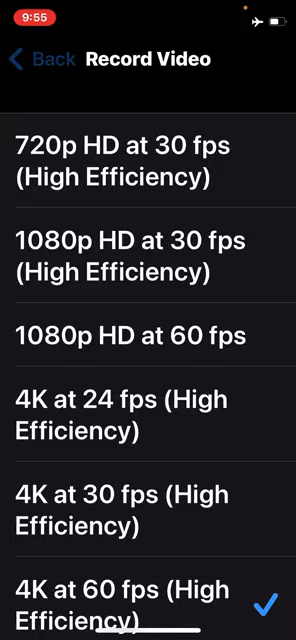 9:55
Back Record Video
720p HD at 30 fps
(High Efficiency)
1080p HD at 30 fps
(High Efficiency)
1080p HD at 60 fps
4K at 24 fps (High
Efficiency)
4K at 30 fps (High
Efficiency)
4K at 60 fps (High
Efficiency)